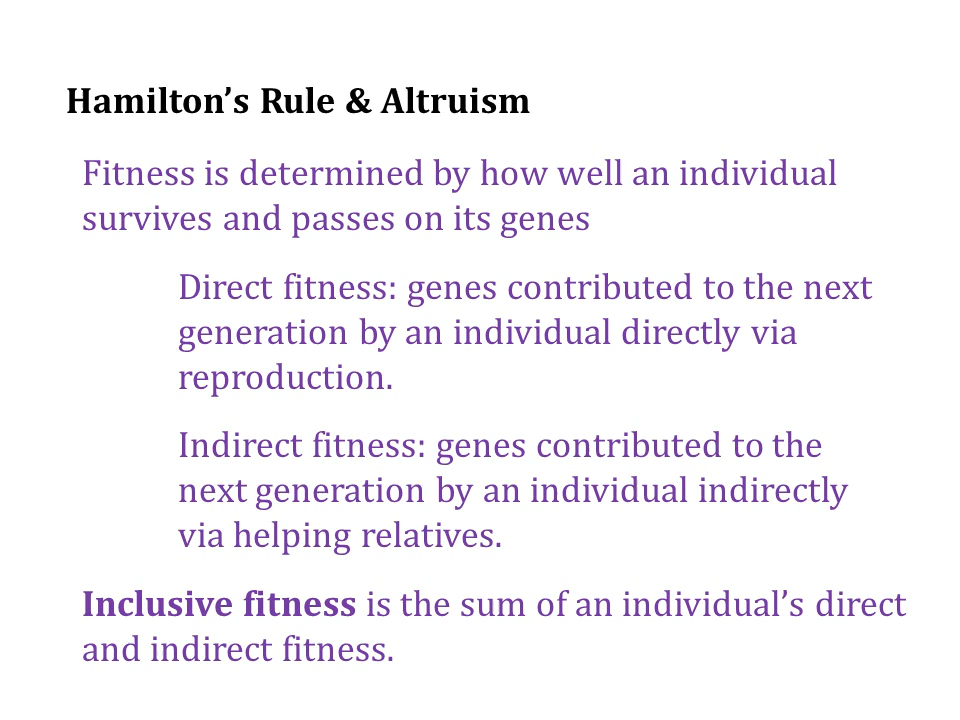 Hamilton’s Rule & Altruism
Fitness is determined by how well an individual
survives and passes on its genes
Direct fitness: genes contributed to the next
generation by an individual directly via
reproduction.
Indirect fitness: genes contributed to the
next generation by an individual indirectly
via helping relatives.
Inclusive fitness is the sum of an individual’s direct
and indirect fitness.